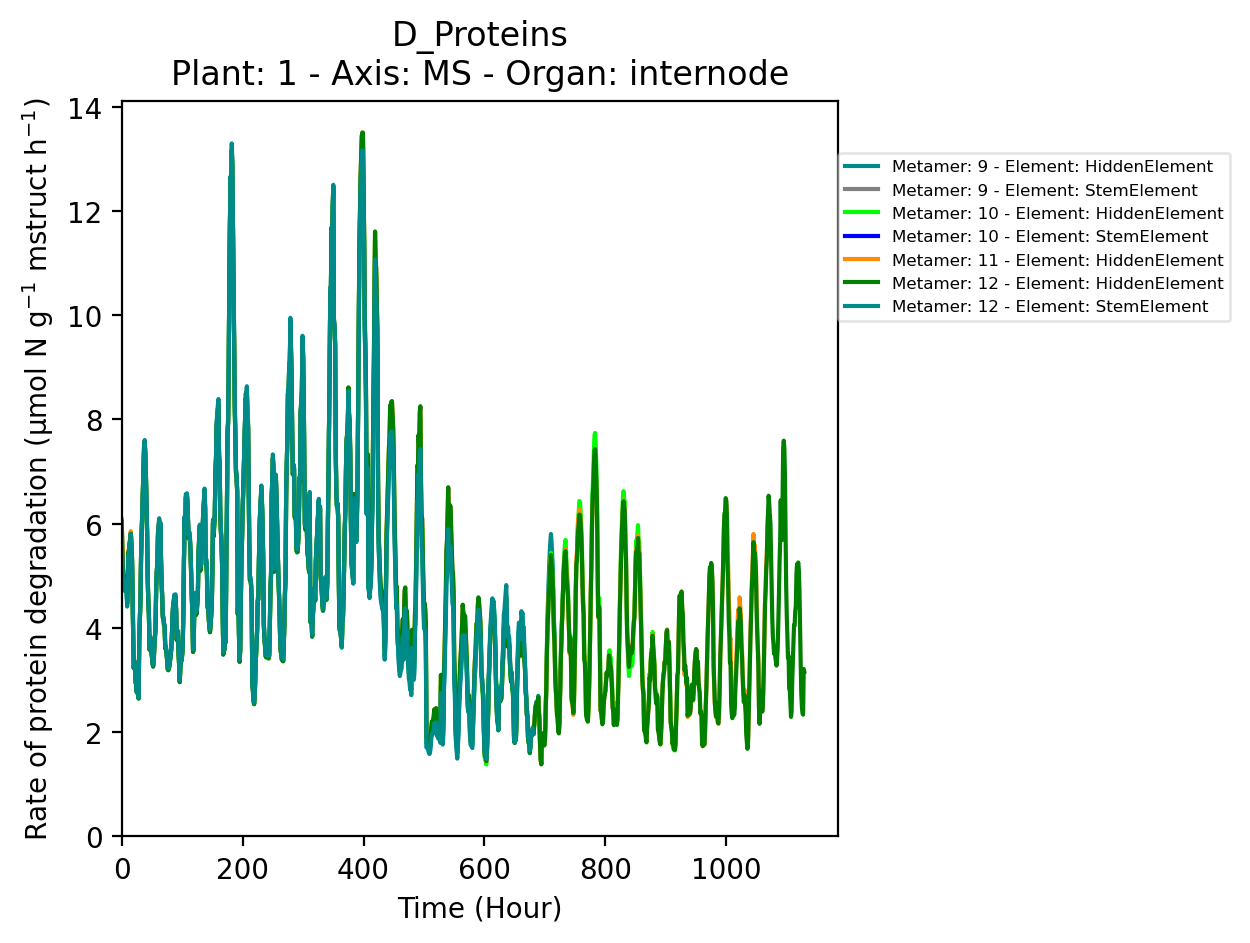 D_Proteins
Plant: 1 - Axis: MS - Organ: internode
Rate of protein degradation (µmol N g⁻¹ mstruct h⁻¹)
14
12
10
8
6
4
2
0
0 200 400 600 800 1000
Time (Hour)
Metamer: 9 - Element: HiddenElement
Metamer: 9 - Element: StemElement
Metamer: 10 - Element: HiddenElement
Metamer: 10 - Element: StemElement
Metamer: 11 - Element: HiddenElement
Metamer: 12 - Element: HiddenElement
Metamer: 12 - Element: StemElement